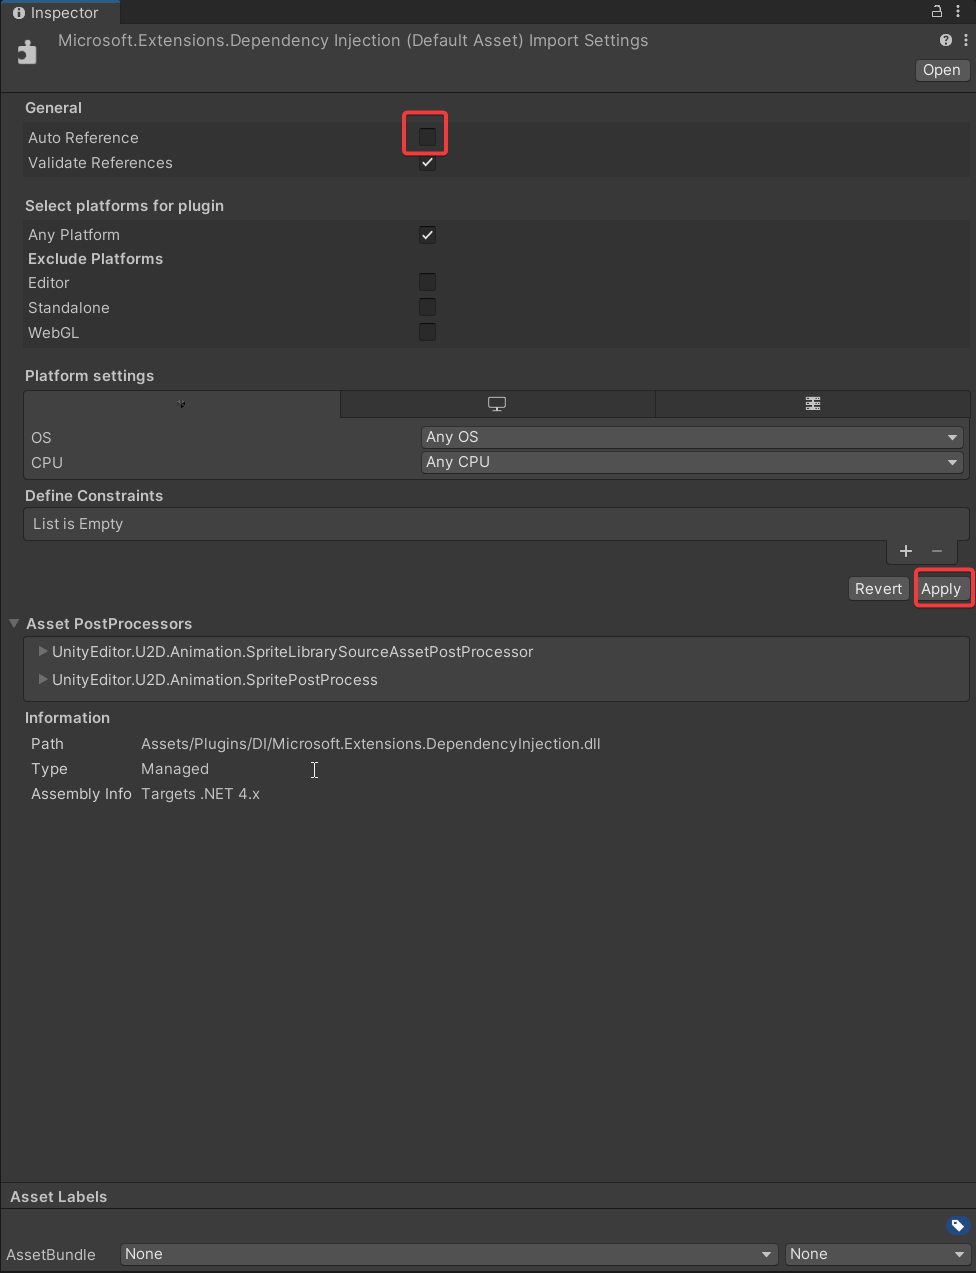 Inspector
Microsoft.Extensions.Dependency Injection (Default Asset) Import Settings
Open
General
Auto Reference
Validate References
Select platforms for plugin
Any Platform
Exclude Platforms
Editor
Standalone
WebGL
Platform settings
OS Any OS
CPU Any CPU
Define Constraints
List is Empty
Revert Apply
Asset PostProcessors
UnityEditor.U2D.Animation.SpriteLibrarySourceAssetPostProcessor
UnityEditor.U2D.Animation.SpritePostProcess
Information
Path Assets/Plugins/DI/Microsoft.Extensions.DependencyInjection.dll
Type Managed
Assembly Info Targets .NET 4.x
Asset Labels
AssetBundle None None